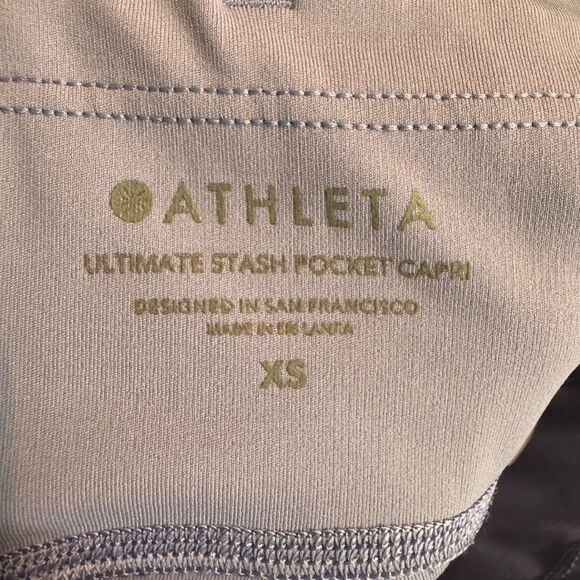 ATHLETA
ULTIMATE STASH POCKET CAPRI
DESIGNED IN SAN FRANCISCO
MADE IN SRI LANKA
XS